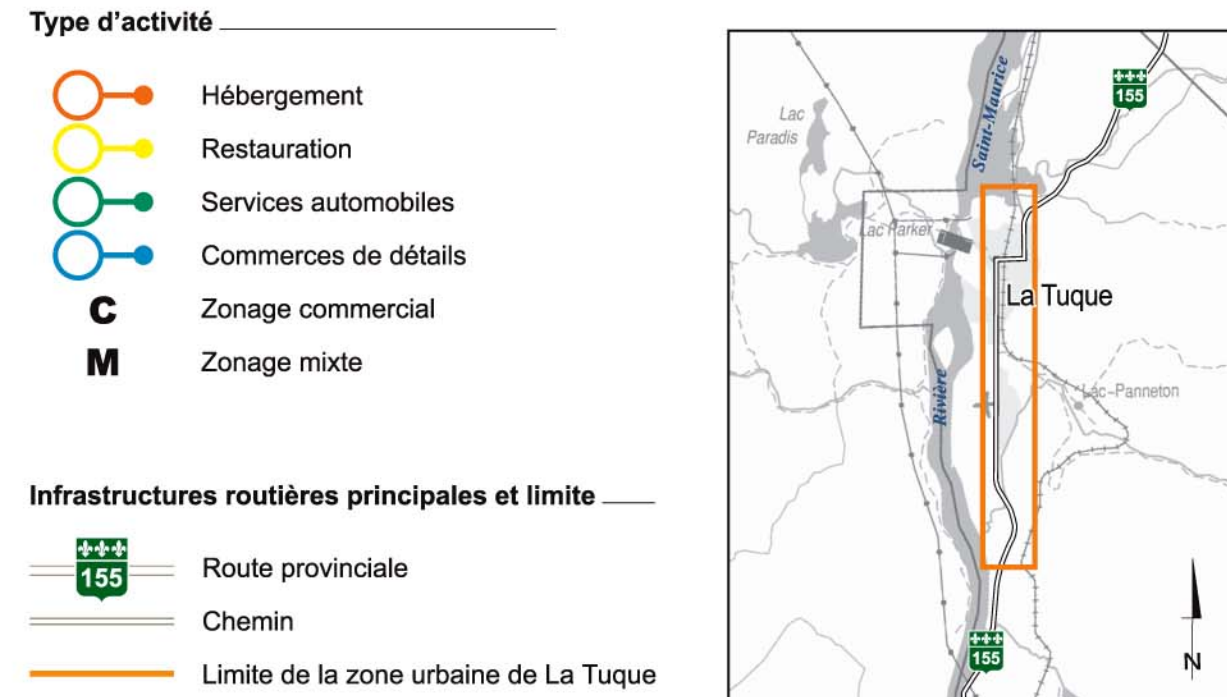 Type d'activité
Hébergement
Restauration
Services automobiles
Commerces de détails
C Zonage commercial
M Zonage mixte
Infrastructures routières principales et limite
155 Route provinciale
Chemin
Limite de la zone urbaine de La Tuque
155
Lac
Paradis
Saint-Maurice
Lac Parker
La Tuque
Rivière
Lac-Panneton
155
N